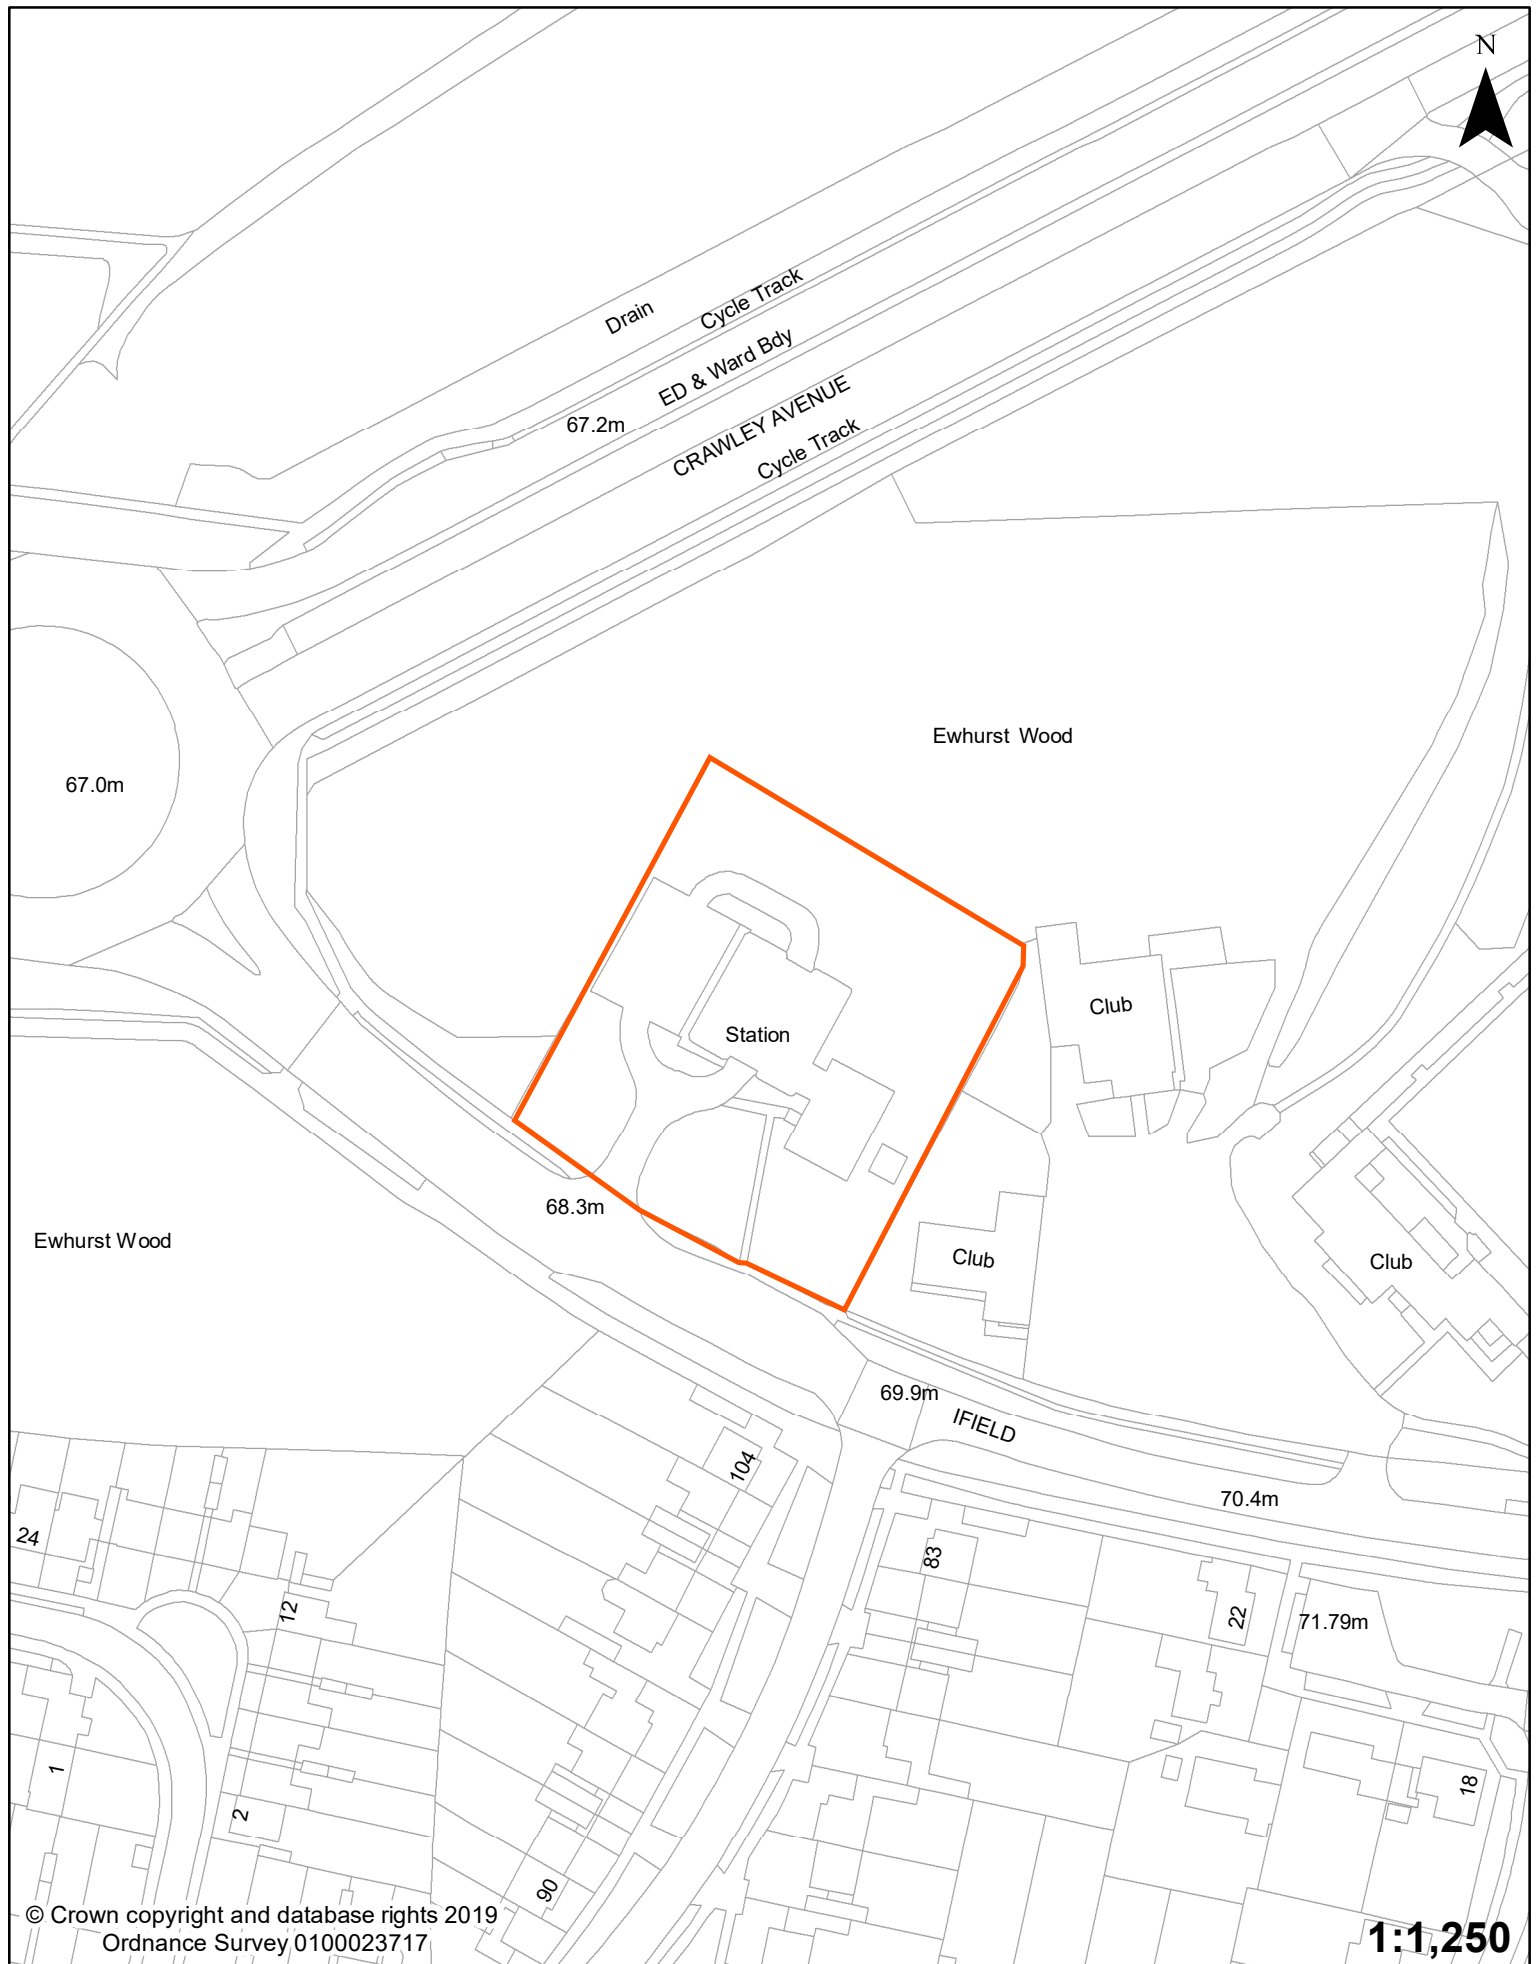 N
Drain
Cycle Track
ED & Ward Bdy
67.2m
CRAWLEY AVENUE
Cycle Track
Ewhurst Wood
67.0m
Club
Station
68.3m
Ewhurst Wood
Club
Club
69.9m
IFIELD
104
70.4m
24
83
12
22
71.79m
1
18
2
90
© Crown copyright and database rights 2019
Ordnance Survey 0100023717
1:1,250